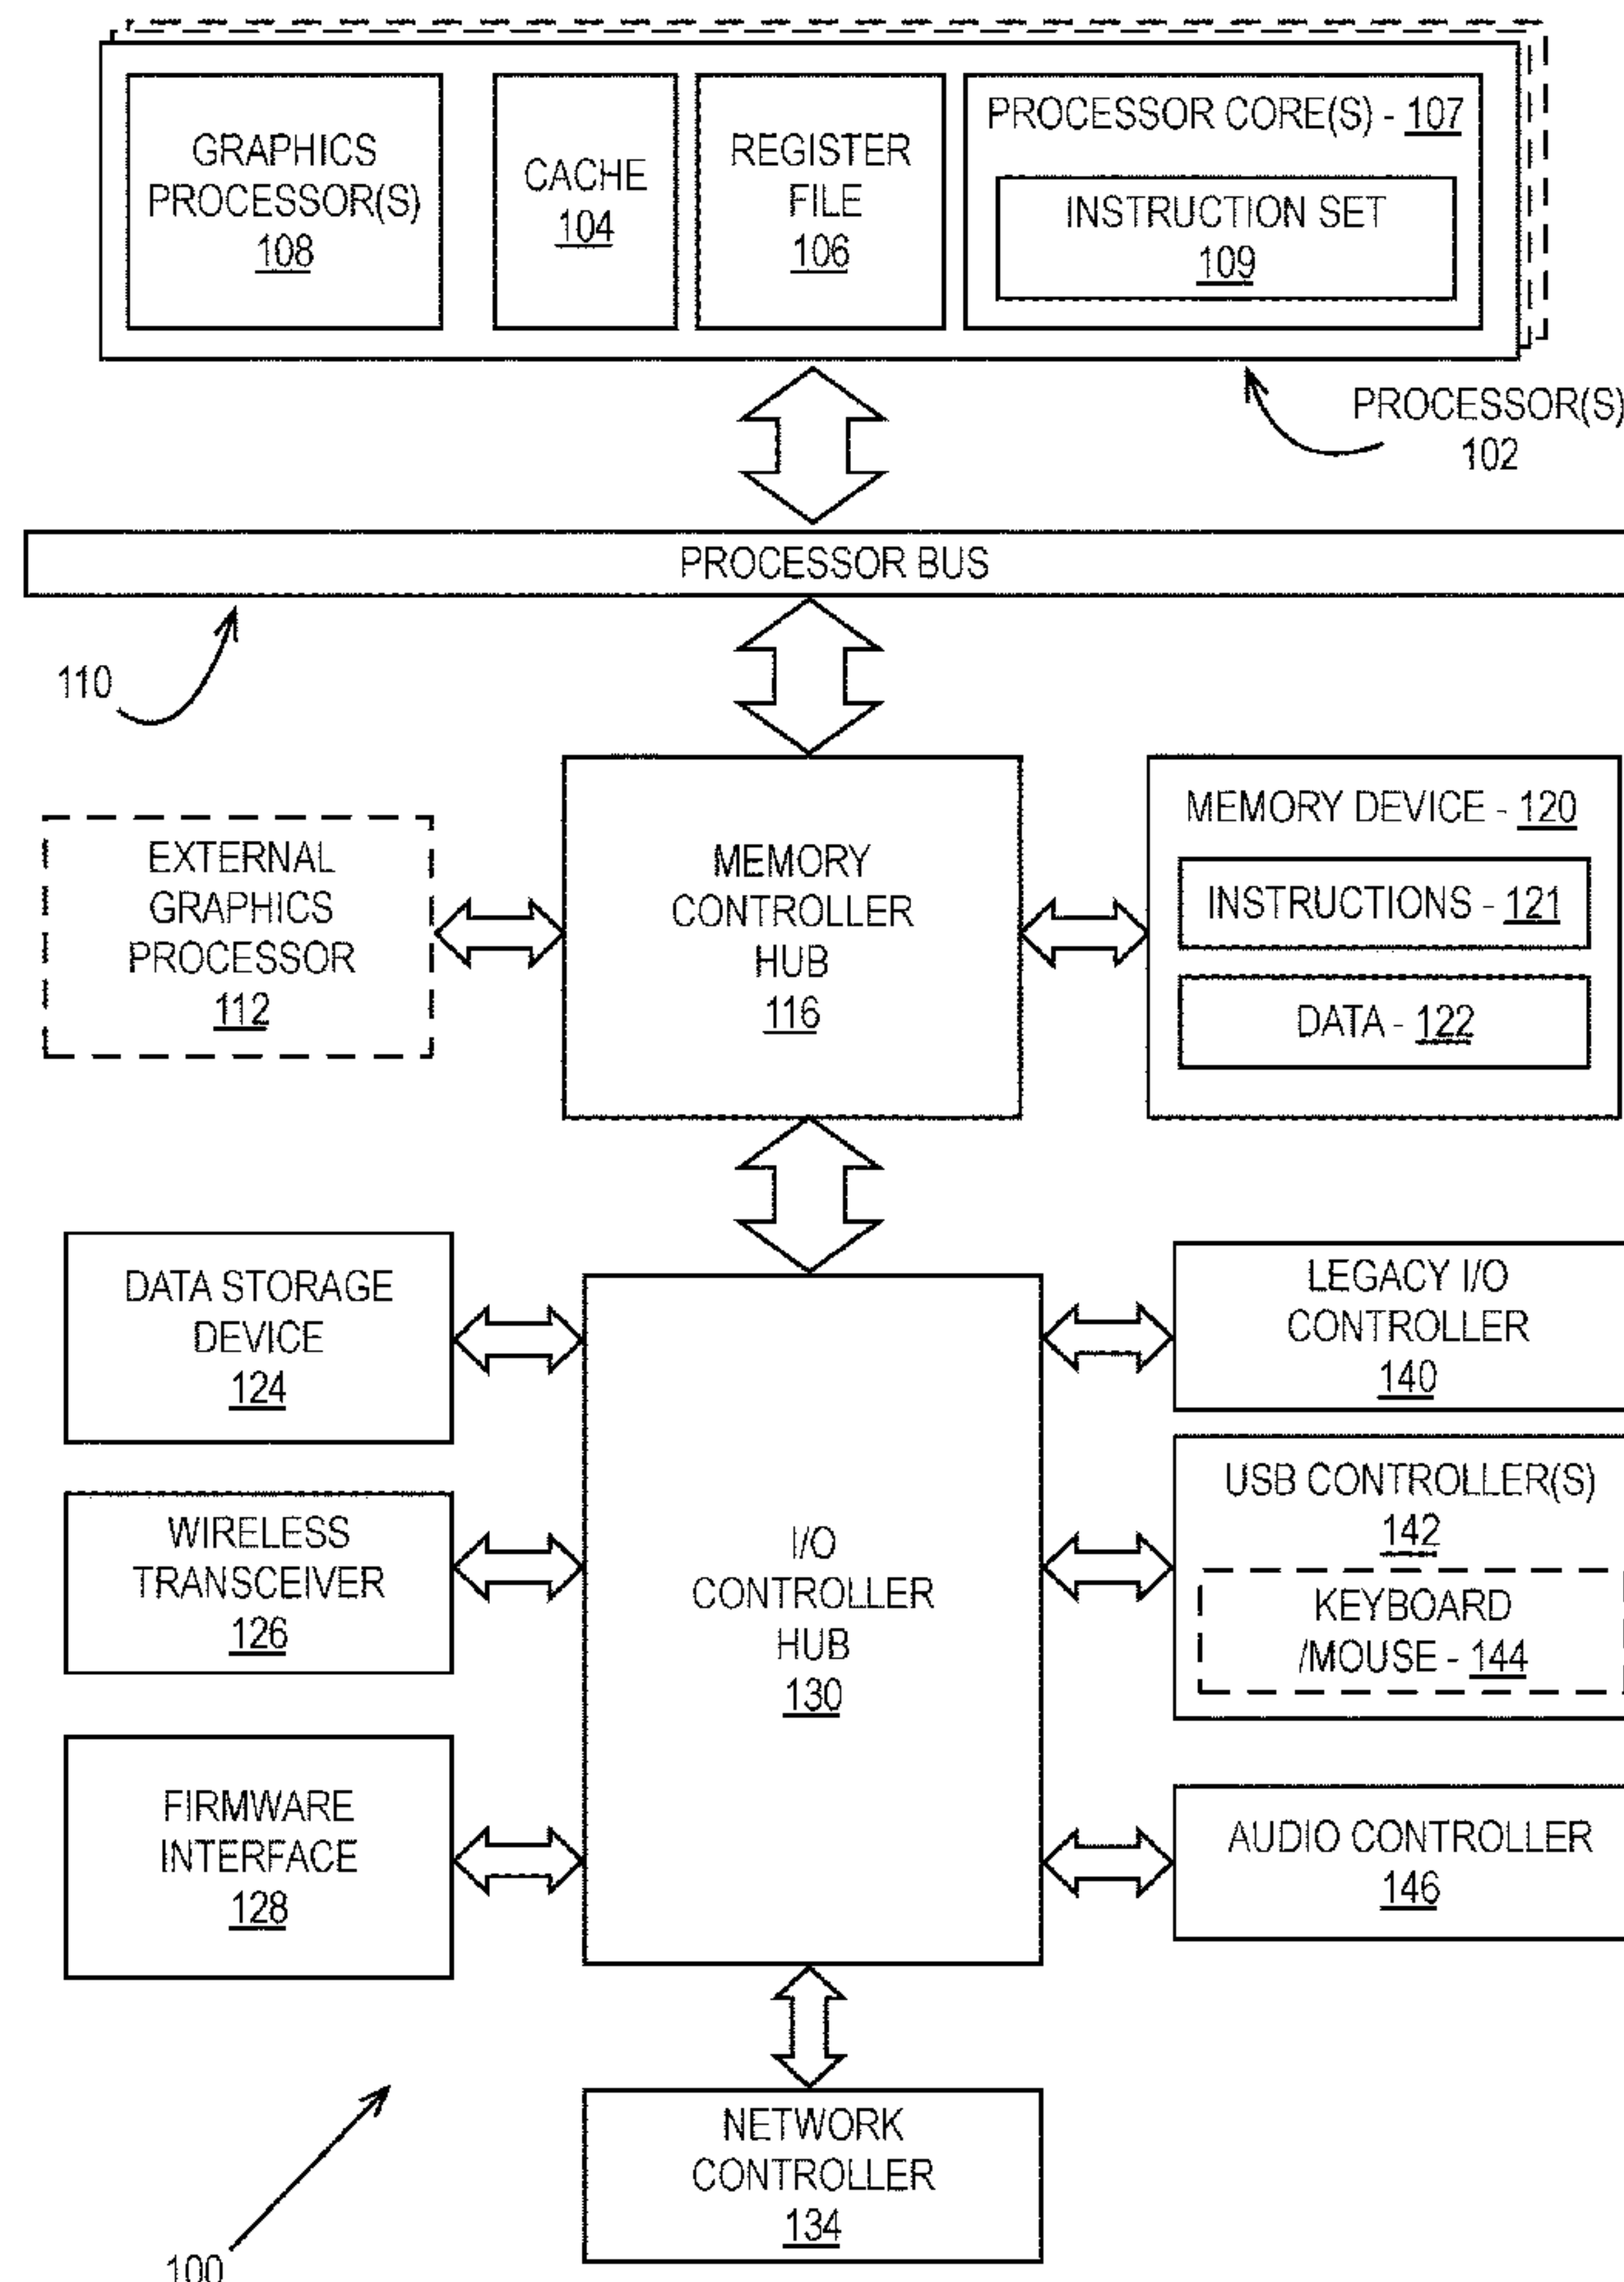 GRAPHICS
PROCESSOR(S)
108
CACHE
104
REGISTER
FILE
106
PROCESSOR CORE(S) - 107
INSTRUCTION SET
109
PROCESSOR(S)
102
PROCESSOR BUS
110
EXTERNAL
GRAPHICS
PROCESSOR
112
MEMORY
CONTROLLER
HUB
116
MEMORY DEVICE - 120
INSTRUCTIONS - 121
DATA - 122
DATA STORAGE
DEVICE
124
WIRELESS
TRANSCEIVER
126
FIRMWARE
INTERFACE
128
I/O
CONTROLLER
HUB
130
LEGACY I/O
CONTROLLER
140
USB CONTROLLER(S)
142
KEYBOARD
/MOUSE - 144
AUDIO CONTROLLER
146
NETWORK
CONTROLLER
134
100